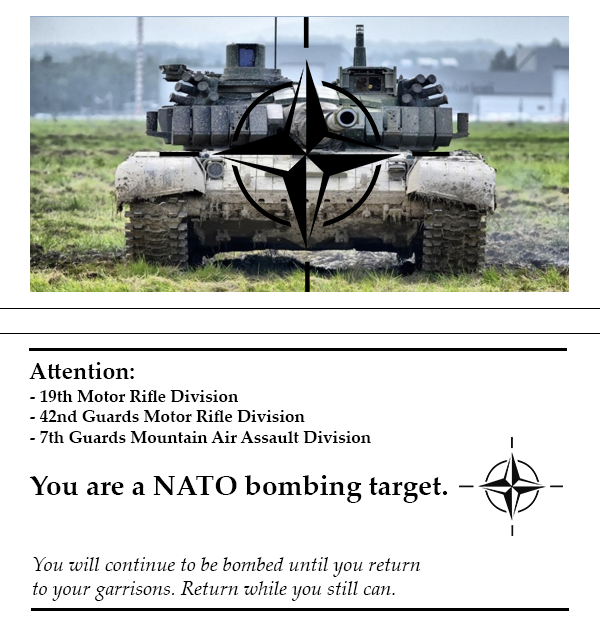 Attention:
- 19th Motor Rifle Division
- 42nd Guards Motor Rifle Division
- 7th Guards Mountain Air Assault Division
You are a NATO bombing target.
You will continue to be bombed until you return
to your garrisons. Return while you still can.